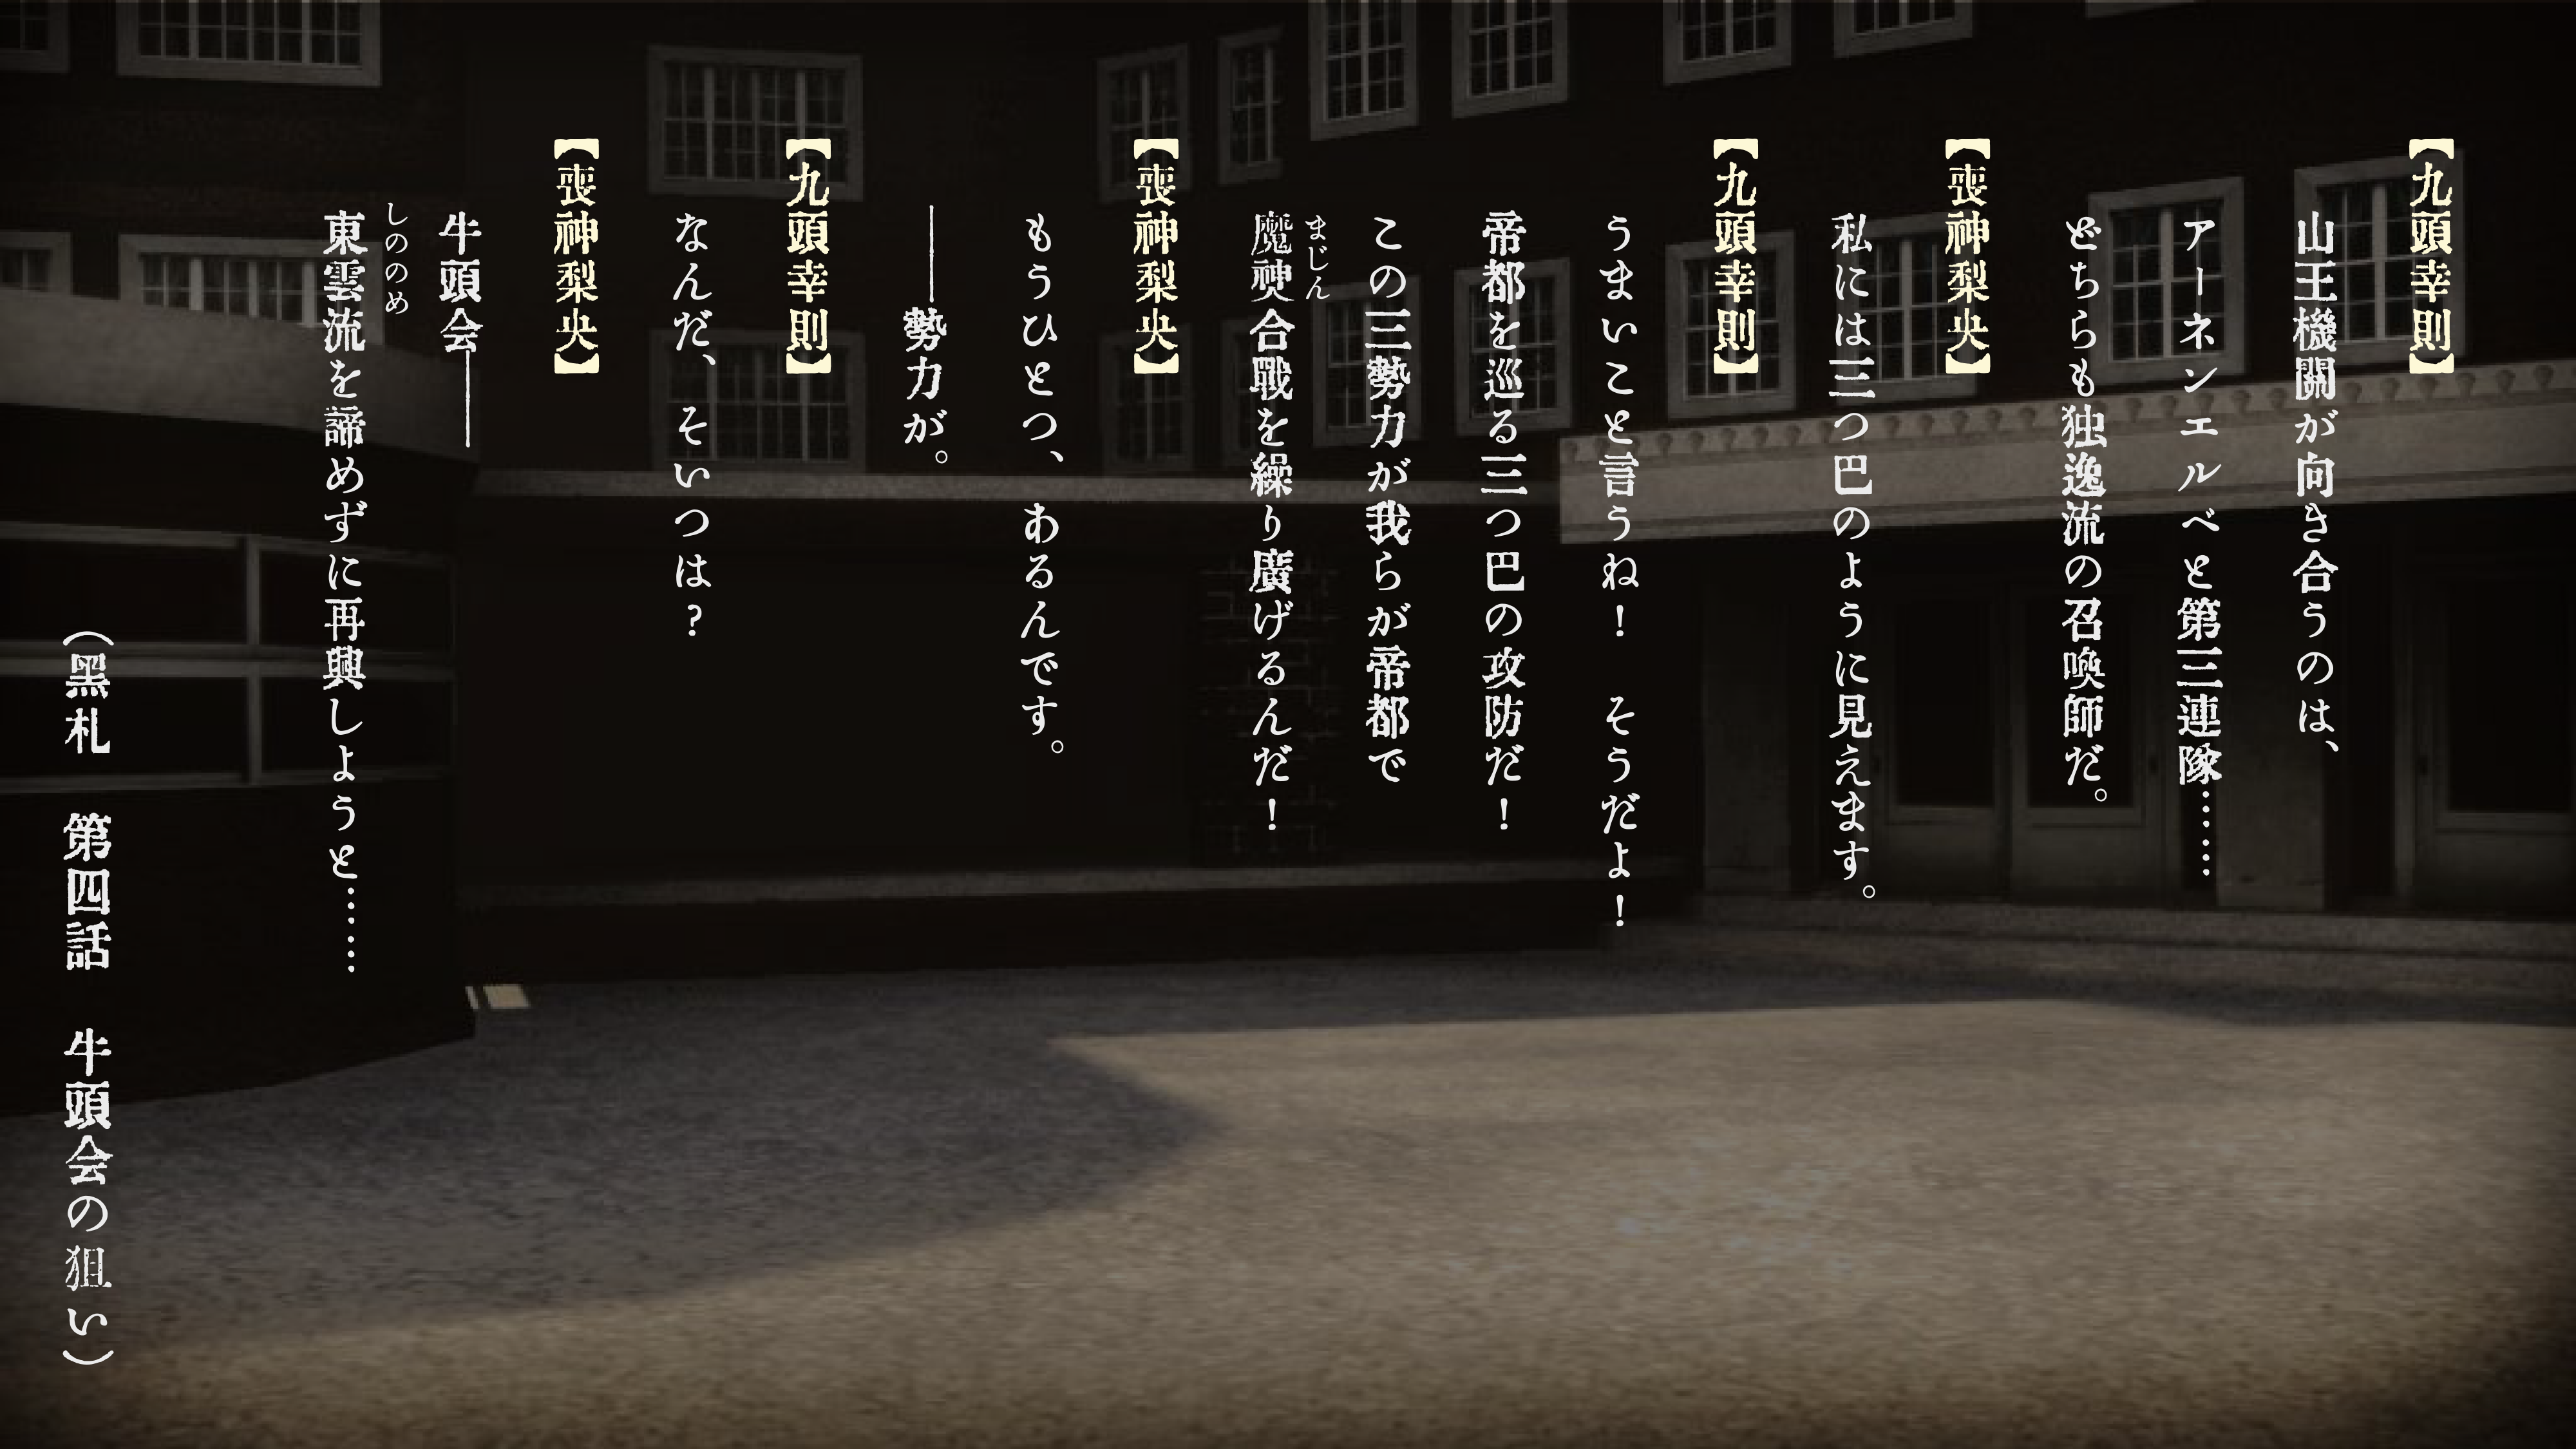 【九頭幸則】
山王機關が向き合うのは、
アーネンエルベと第三連隊……
どちらも独逸流の召喚師だ。
【喪神梨央】
私には三つ巴のように見えます。
【九頭幸則】
うまいこと言うね！　そうだよ！
帝都を巡る三つ巴の攻防だ！
この三勢力が我らが帝都で
魔神合戰を繰り廣げるんだ！
まじん
【喪神梨央】
もうひとつ、あるんです。
――勢力が。
【九頭幸則】
なんだ、そいつは？
【喪神梨央】
牛頭会――
東雲流を諦めずに再興しようと……
しののめ
（黑札　第四話　牛頭会の狙い）